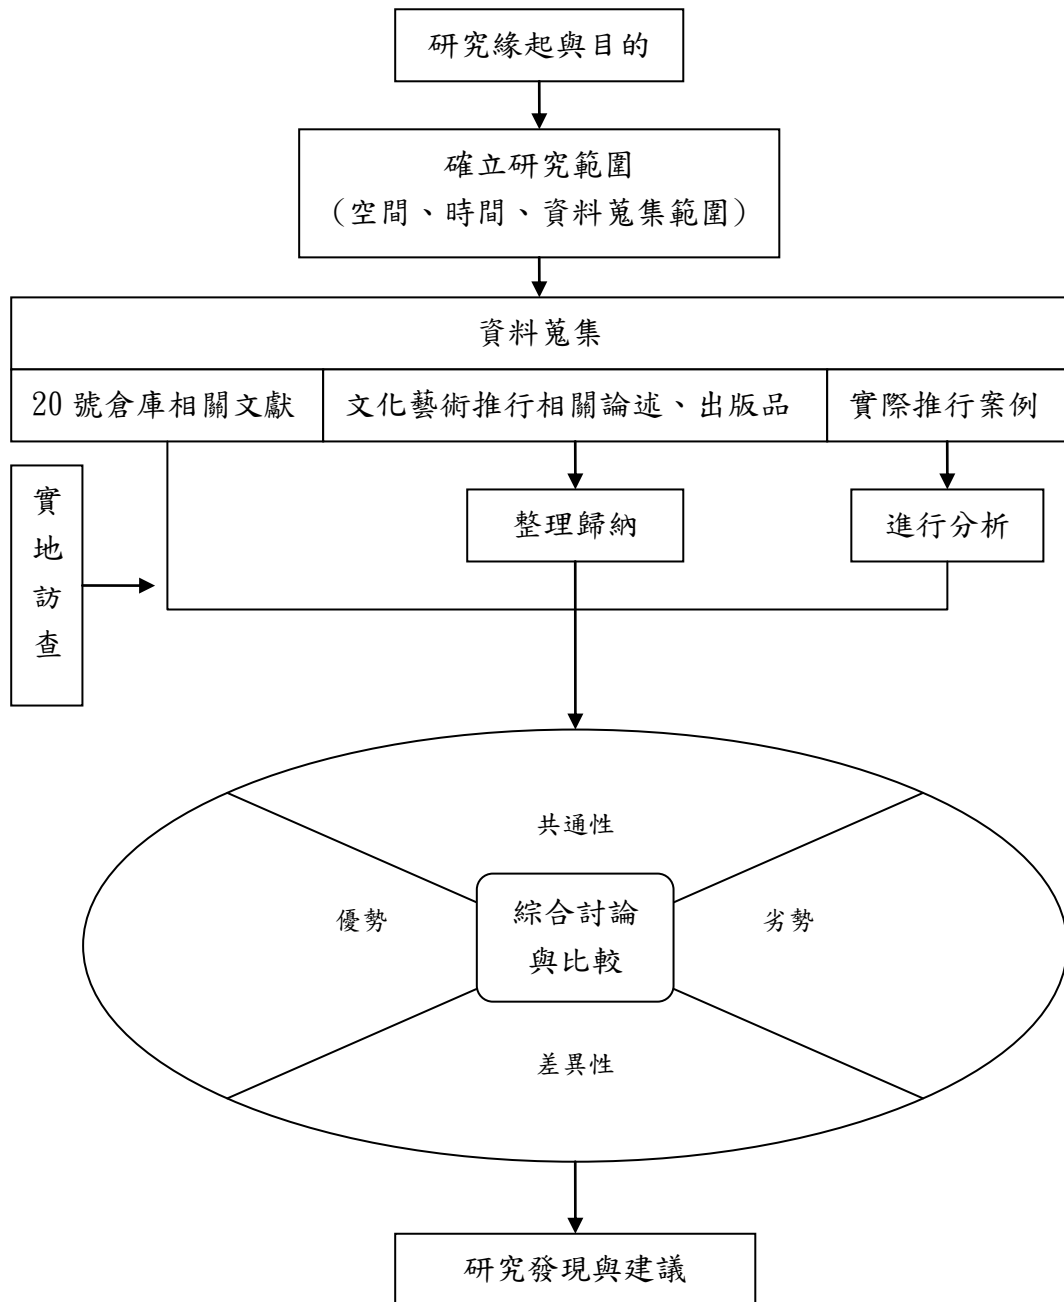 研究緣起與目的
確立研究範圍
（空間、時間、資料蒐集範圍）
資料蒐集
20 號倉庫相關文獻
文化藝術推行相關論述、出版品
實際推行案例
實地訪查
整理歸納
進行分析
共通性
優勢
綜合討論
與比較
劣勢
差異性
研究發現與建議